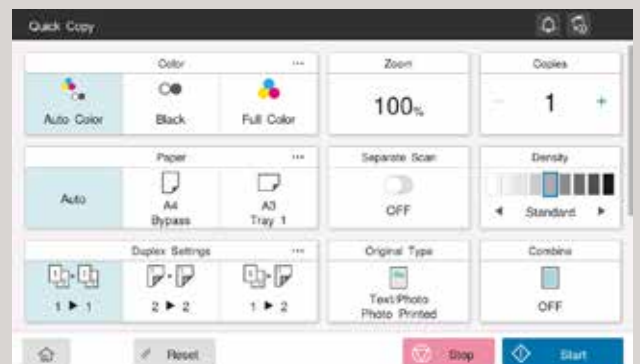 Quick Copy
Color ...
Zoom
Copies
Auto Color
Black
Full Color
100%
- 1 +
Paper ...
Separate Scan
Density
Auto
A4
Bypass
A3
Tray 1
OFF
◀ Standard ▶
Duplex Settings ...
Original Type
Combine
1 ▶ 1
2 ▶ 2
1 ▶ 2
Text/Photo
Photo Printed
OFF
Reset
Stop
Start